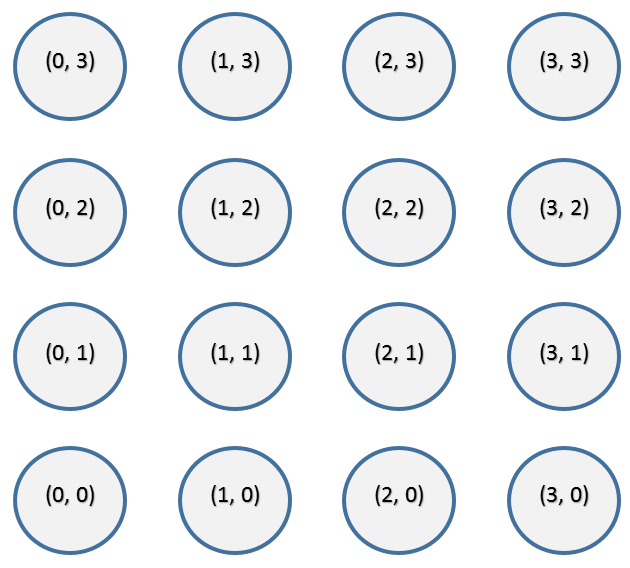 (0, 3) (1, 3) (2, 3) (3, 3)
(0, 2) (1, 2) (2, 2) (3, 2)
(0, 1) (1, 1) (2, 1) (3, 1)
(0, 0) (1, 0) (2, 0) (3, 0)